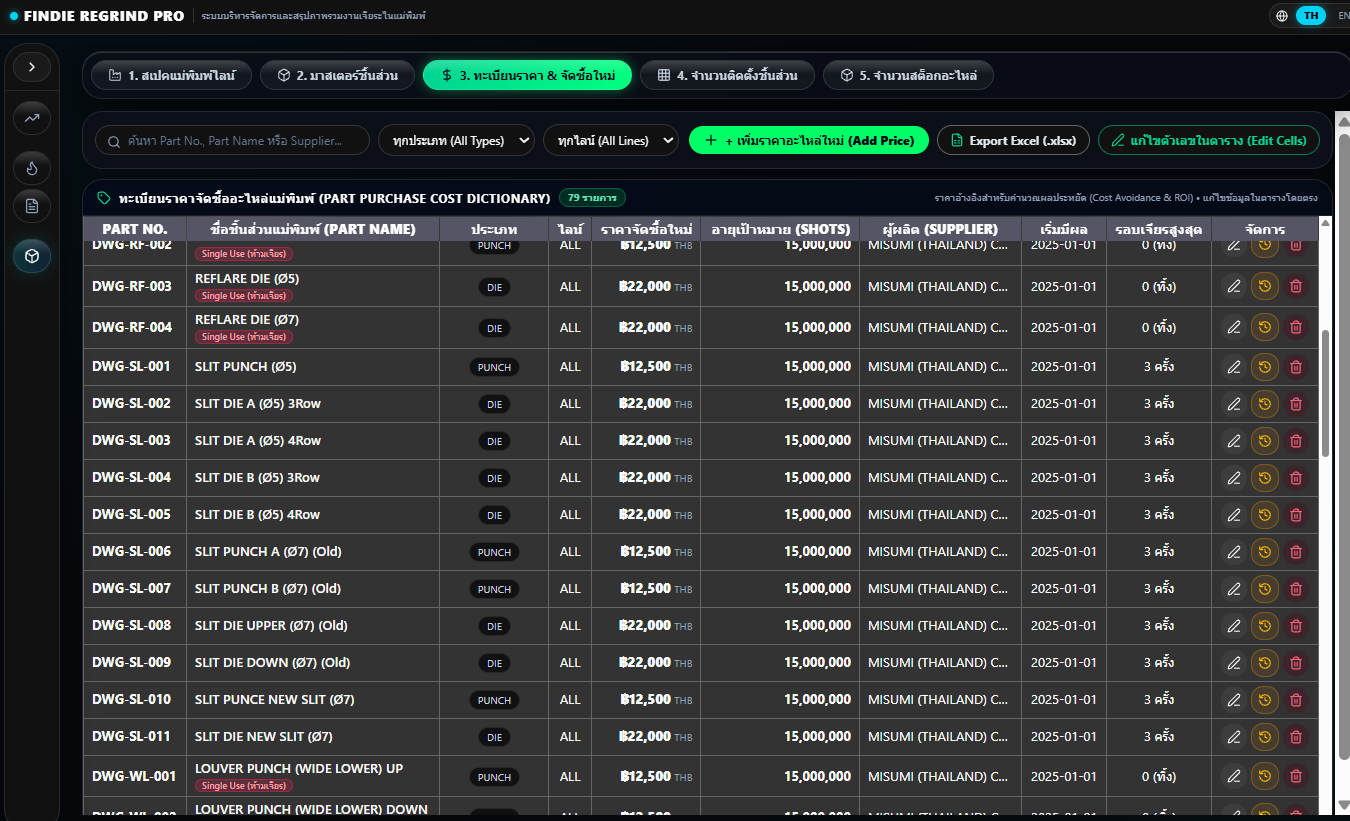 FINDIE REGRIND PRO ระบบบริหารจัดการและสรุปภาพรวมงานเจียระไนแม่พิมพ์ TH EN
1. สเปคแม่พิมพ์ไลน์ 2. มาสเตอร์ชิ้นส่วน $ 3. ทะเบียนราคา & จัดซื้อใหม่ 4. จำนวนติดตั้งชิ้นส่วน 5. จำนวนสต็อกอะไหล่
ค้นหา Part No., Part Name หรือ Supplier... ทุกประเภท (All Types) ทุกไลน์ (All Lines) + + เพิ่มราคาอะไหล่ใหม่ (Add Price) Export Excel (.xlsx) แก้ไขตัวเลขในตาราง (Edit Cells)
ทะเบียนราคาจัดซื้ออะไหล่แม่พิมพ์ (PART PURCHASE COST DICTIONARY) 79 รายการ ราคาอ้างอิงสำหรับคำนวณผลประหยัด (Cost Avoidance & ROI) • แก้ไขข้อมูลในตารางโดยตรง
PART NO. ชื่อชิ้นส่วนแม่พิมพ์ (PART NAME) ประเภท ไลน์ ราคาจัดซื้อใหม่ อายุเป้าหมาย (SHOTS) ผู้ผลิต (SUPPLIER) เริ่มมีผล รอบเจียรสูงสุด จัดการ
DWG-RF-002 Single Use (ห้ามเจียร) PUNCH ALL ฿12,500 THB 15,000,000 MISUMI (THAILAND) C... 2025-01-01 0 (ทิ้ง)
DWG-RF-003 REFLARE DIE (Ø5) DIE ALL ฿22,000 THB 15,000,000 MISUMI (THAILAND) C... 2025-01-01 0 (ทิ้ง)
Single Use (ห้ามเจียร)
DWG-RF-004 REFLARE DIE (Ø7) DIE ALL ฿22,000 THB 15,000,000 MISUMI (THAILAND) C... 2025-01-01 0 (ทิ้ง)
Single Use (ห้ามเจียร)
DWG-SL-001 SLIT PUNCH (Ø5) PUNCH ALL ฿12,500 THB 15,000,000 MISUMI (THAILAND) C... 2025-01-01 3 ครั้ง
DWG-SL-002 SLIT DIE A (Ø5) 3Row DIE ALL ฿22,000 THB 15,000,000 MISUMI (THAILAND) C... 2025-01-01 3 ครั้ง
DWG-SL-003 SLIT DIE A (Ø5) 4Row DIE ALL ฿22,000 THB 15,000,000 MISUMI (THAILAND) C... 2025-01-01 3 ครั้ง
DWG-SL-004 SLIT DIE B (Ø5) 3Row DIE ALL ฿22,000 THB 15,000,000 MISUMI (THAILAND) C... 2025-01-01 3 ครั้ง
DWG-SL-005 SLIT DIE B (Ø5) 4Row DIE ALL ฿22,000 THB 15,000,000 MISUMI (THAILAND) C... 2025-01-01 3 ครั้ง
DWG-SL-006 SLIT PUNCH A (Ø7) (Old) PUNCH ALL ฿12,500 THB 15,000,000 MISUMI (THAILAND) C... 2025-01-01 3 ครั้ง
DWG-SL-007 SLIT PUNCH B (Ø7) (Old) PUNCH ALL ฿12,500 THB 15,000,000 MISUMI (THAILAND) C... 2025-01-01 3 ครั้ง
DWG-SL-008 SLIT DIE UPPER (Ø7) (Old) DIE ALL ฿22,000 THB 15,000,000 MISUMI (THAILAND) C... 2025-01-01 3 ครั้ง
DWG-SL-009 SLIT DIE DOWN (Ø7) (Old) DIE ALL ฿22,000 THB 15,000,000 MISUMI (THAILAND) C... 2025-01-01 3 ครั้ง
DWG-SL-010 SLIT PUNCE NEW SLIT (Ø7) PUNCH ALL ฿12,500 THB 15,000,000 MISUMI (THAILAND) C... 2025-01-01 3 ครั้ง
DWG-SL-011 SLIT DIE NEW SLIT (Ø7) DIE ALL ฿22,000 THB 15,000,000 MISUMI (THAILAND) C... 2025-01-01 3 ครั้ง
DWG-WL-001 LOUVER PUNCH (WIDE LOWER) UP PUNCH ALL ฿12,500 THB 15,000,000 MISUMI (THAILAND) C... 2025-01-01 0 (ทิ้ง)
Single Use (ห้ามเจียร)
LOUVER PUNCH (WIDE LOWER) DOWN